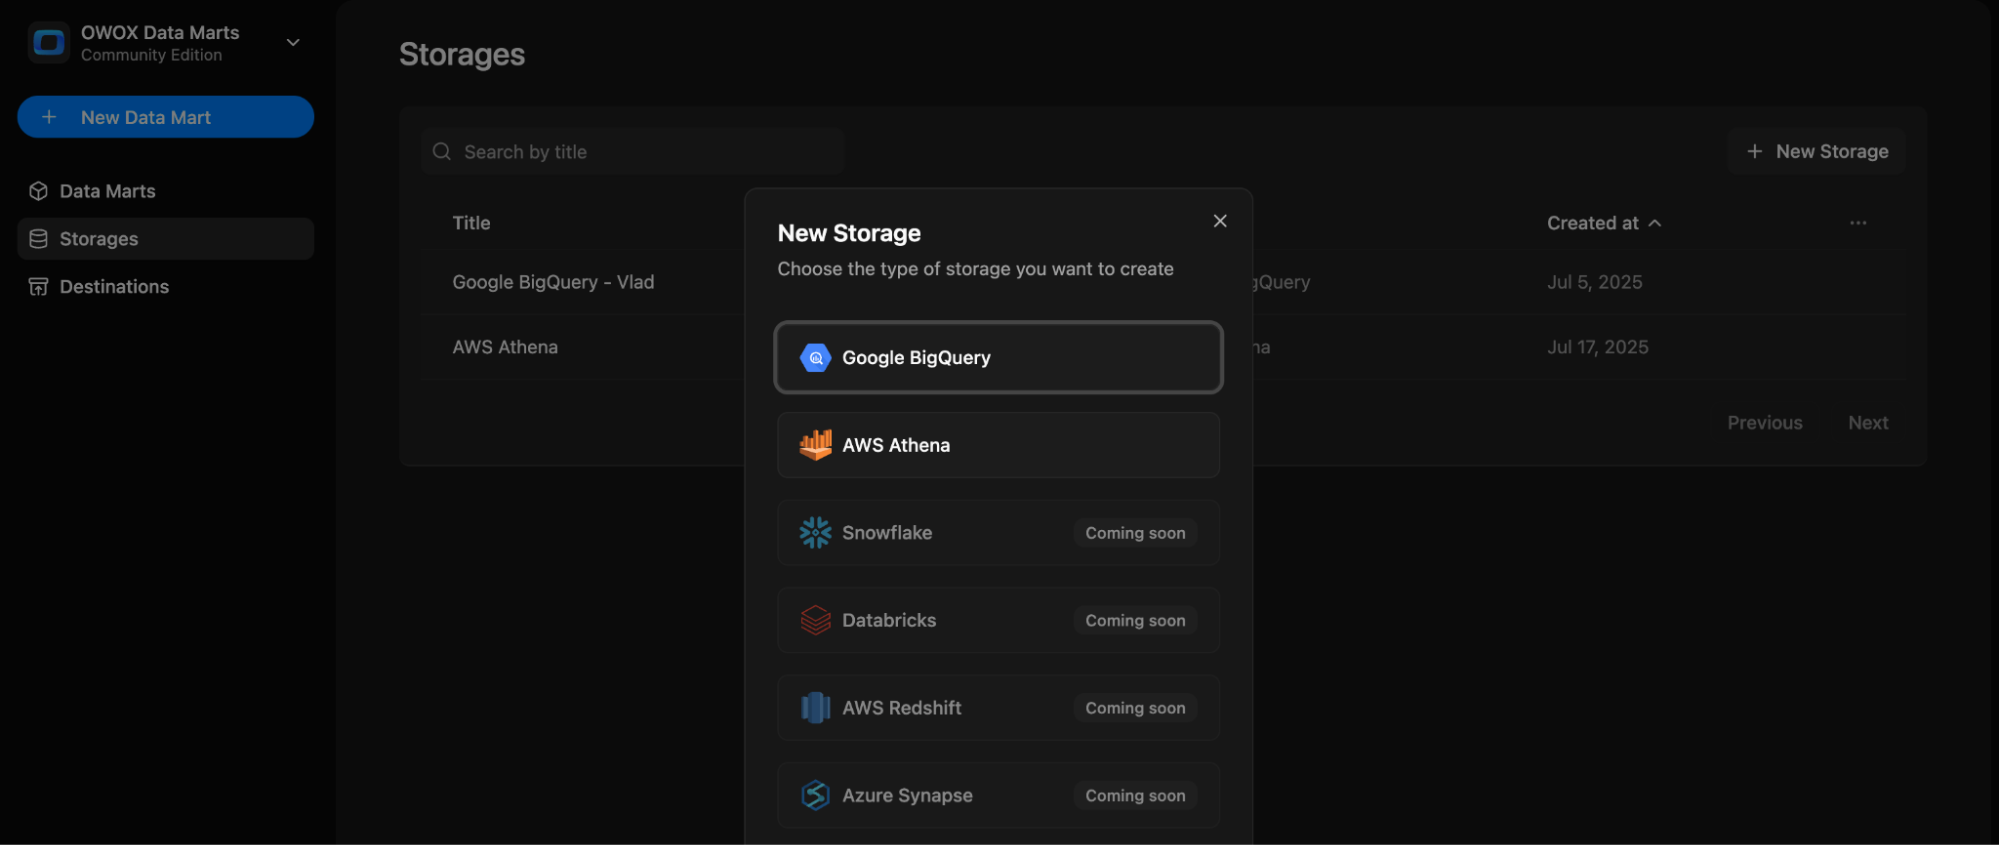 OWOX Data Marts
Community Edition
New Data Mart
Data Marts
Storages
Destinations
Storages
Search by title
New Storage
Title
Created at
Google BigQuery - Vlad
gQuery
Jul 5, 2025
AWS Athena
na
Jul 17, 2025
Previous
Next
New Storage
Choose the type of storage you want to create
Google BigQuery
AWS Athena
Snowflake
Coming soon
Databricks
Coming soon
AWS Redshift
Coming soon
Azure Synapse
Coming soon